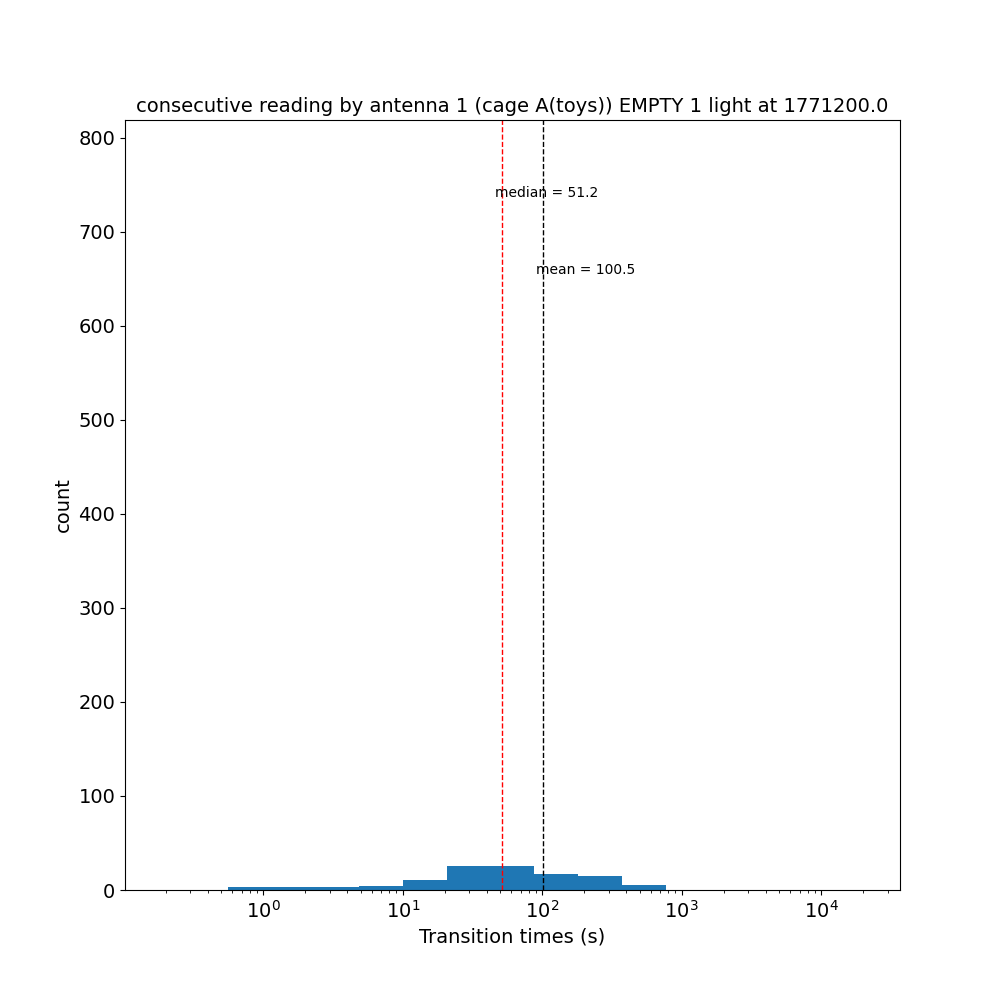 consecutive reading by antenna 1 (cage A(toys)) EMPTY 1 light at 1771200.0
800
median = 51.2
700
mean = 100.5
600
500
count
400
300
200
100
0
10⁰ 10¹ 10² 10³ 10⁴
Transition times (s)